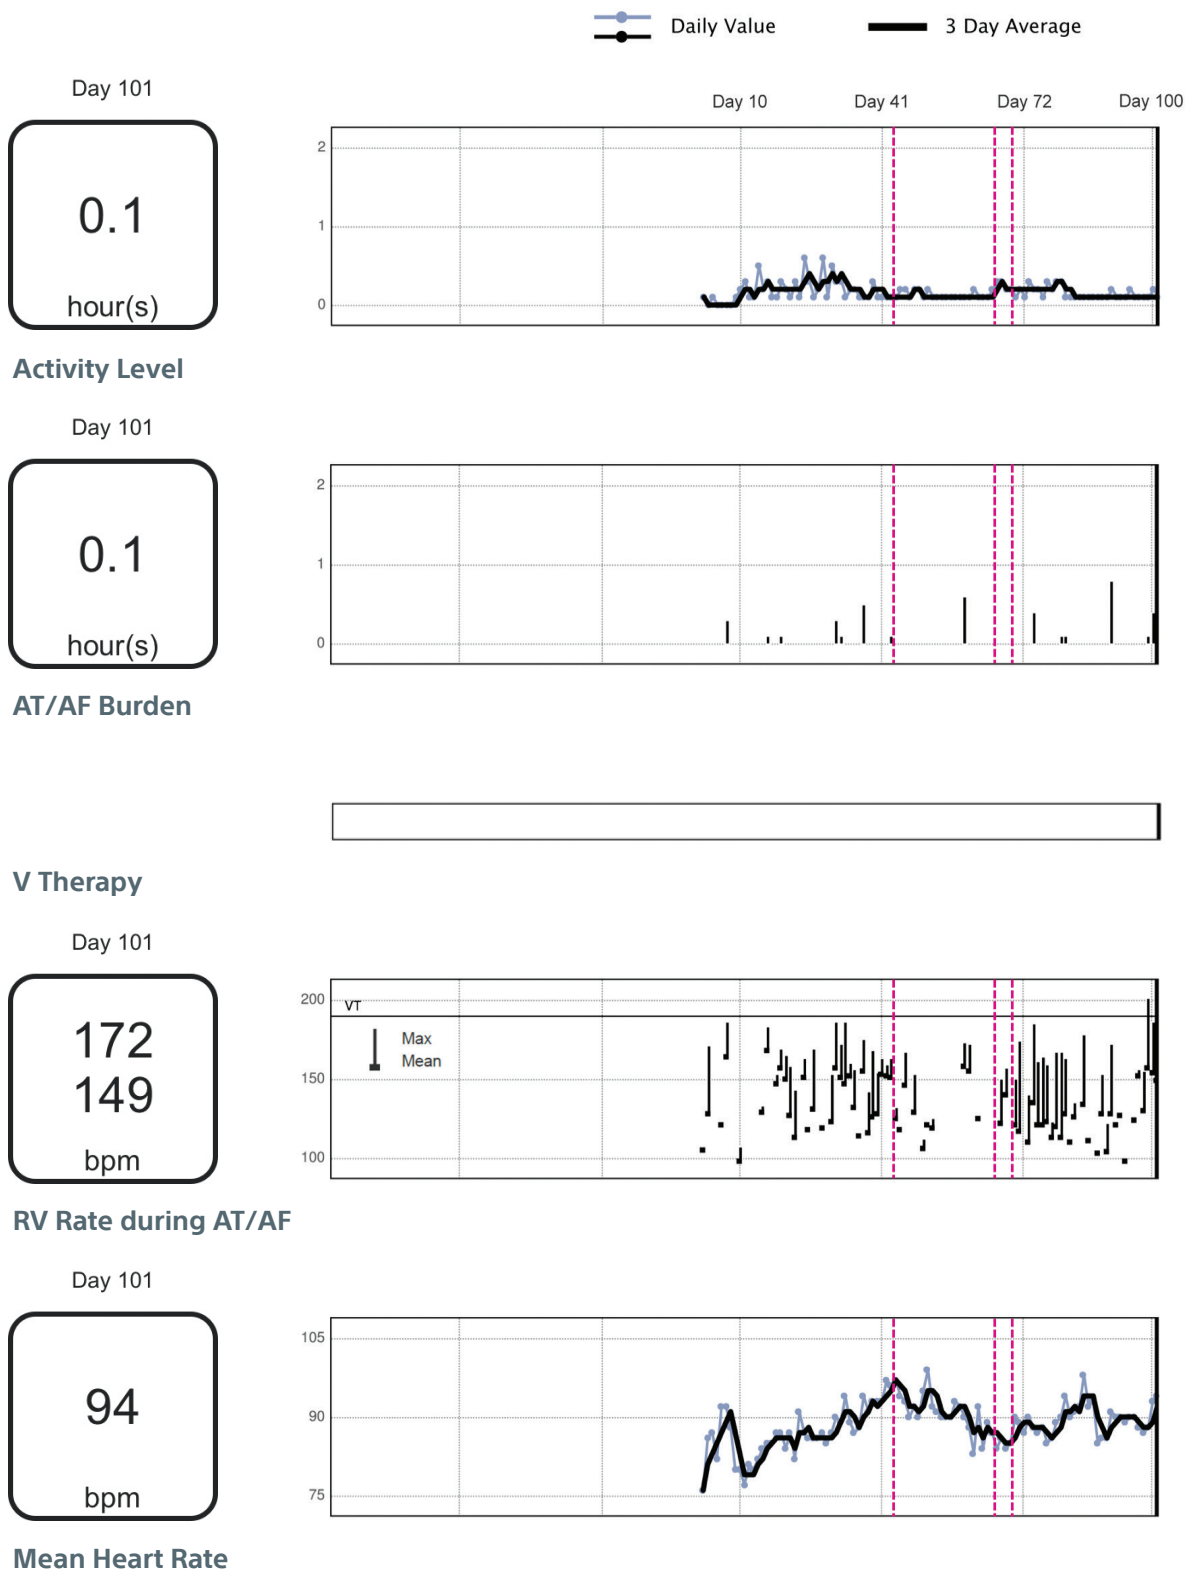 Daily Value 3 Day Average
Day 101
Day 10 Day 41 Day 72 Day 100
0.1
hour(s)
2
1
0
Activity Level
Day 101
0.1
hour(s)
2
1
0
AT/AF Burden
V Therapy
Day 101
172
149
bpm
200
150
100
VT
Max
Mean
RV Rate during AT/AF
Day 101
94
bpm
105
90
75
Mean Heart Rate